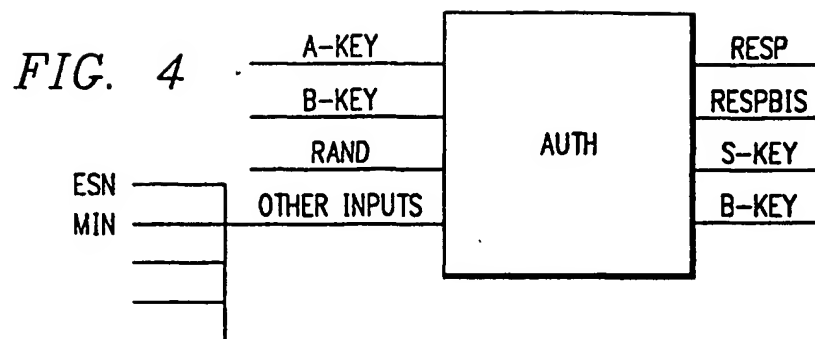 FIG. 4
A-KEY
B-KEY
RAND
OTHER INPUTS
ESN
MIN
AUTH
RESP
RESPBIS
S-KEY
B-KEY